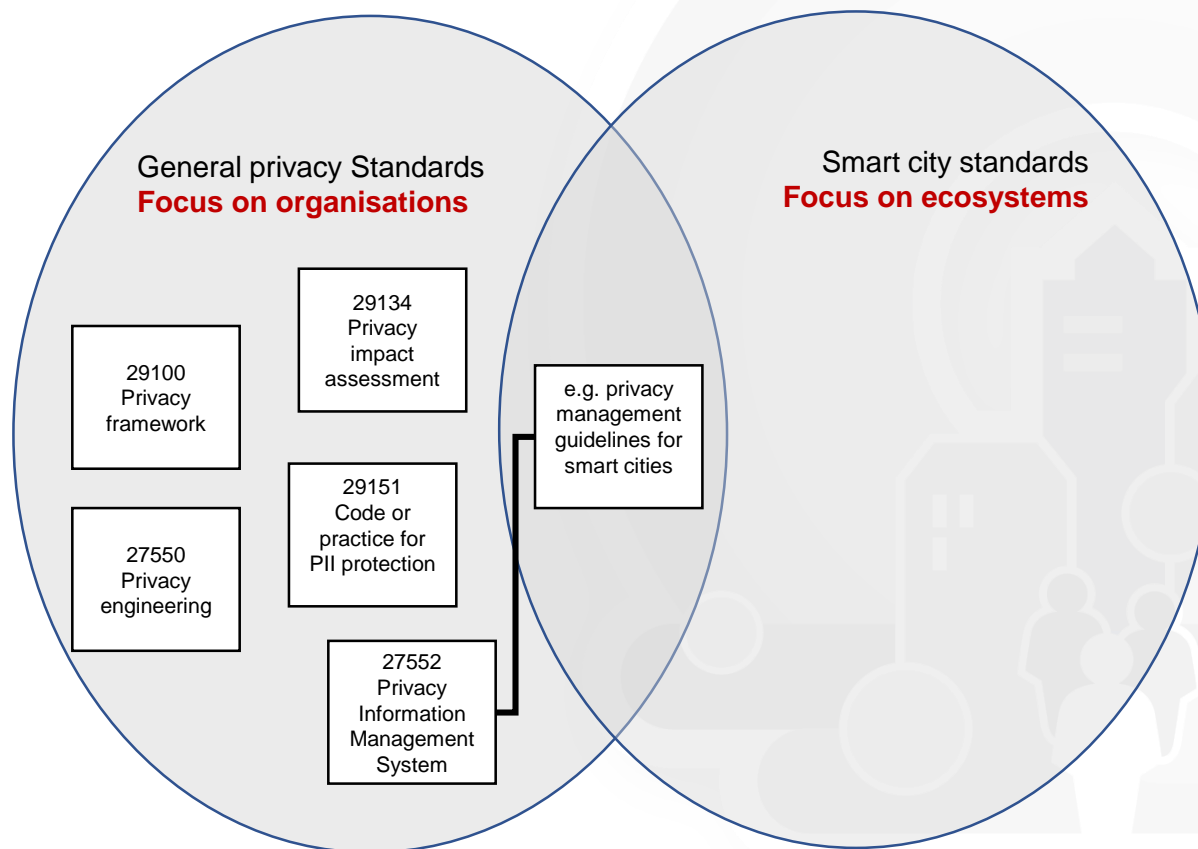 General privacy Standards
Focus on organisations
Smart city standards
Focus on ecosystems
29134
Privacy
impact
assessment
29100
Privacy
framework
e.g. privacy
management
guidelines for
smart cities
29151
Code or
practice for
PII protection
27550
Privacy
engineering
27552
Privacy
Information
Management
System